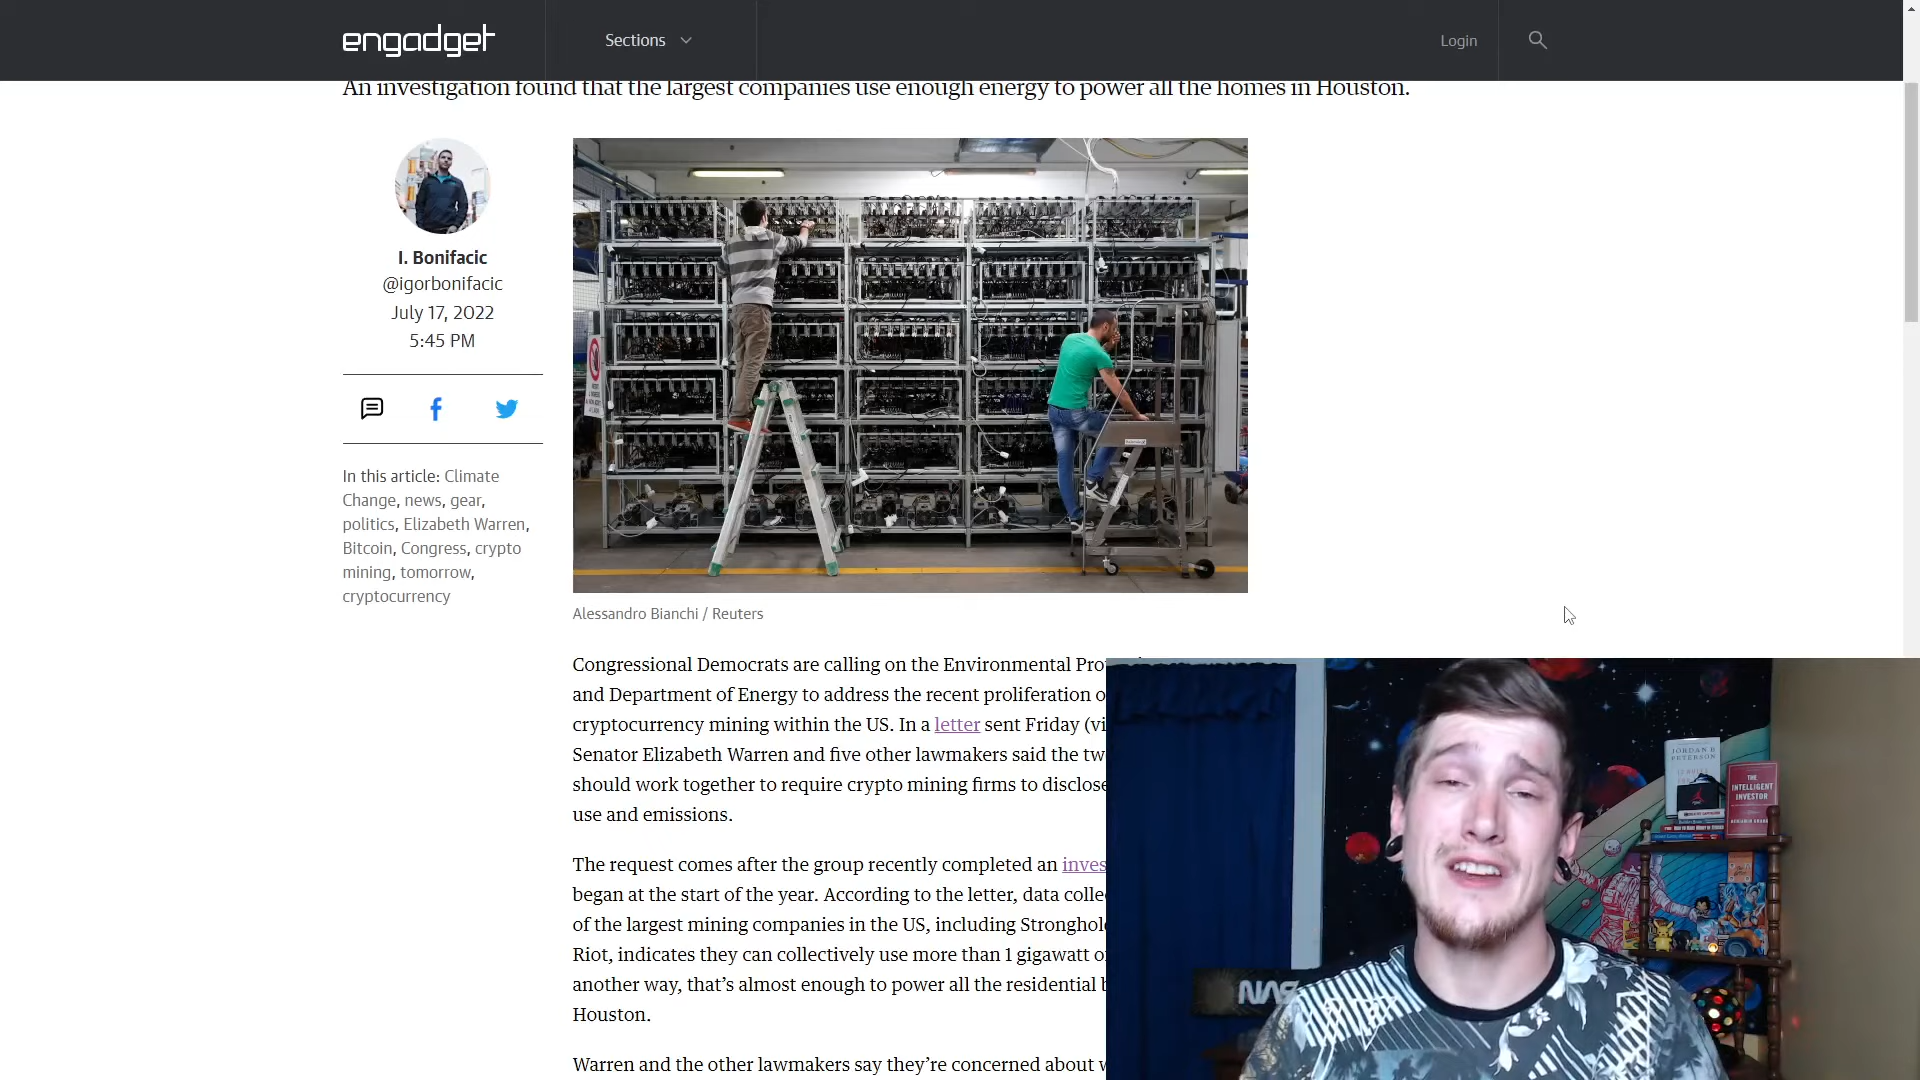 engadget
Sections
Login
An investigation found that the largest companies use enough energy to power all the homes in Houston.
I. Bonifacic
@igorbonifacic
July 17, 2022
5:45 PM
In this article: Climate
Change, news, gear,
politics, Elizabeth Warren,
Bitcoin, Congress, crypto
mining, tomorrow,
cryptocurrency
Alessandro Bianchi / Reuters
Congressional Democrats are calling on the Environmental
and Department of Energy to address the recent proliferation
cryptocurrency mining within the US. In a letter sent Friday
Senator Elizabeth Warren and five other lawmakers said the
should work together to require crypto mining firms to disclose
use and emissions.
The request comes after the group recently completed an
began at the start of the year. According to the letter, data
of the largest mining companies in the US, including
Riot, indicates they can collectively use more than 1 gigawatt
another way, that's almost enough to power all the residential
Houston.
Warren and the other lawmakers say they're concerned about
JORDAN B
PETERSON
THE
INTELLIGENT
INVESTOR